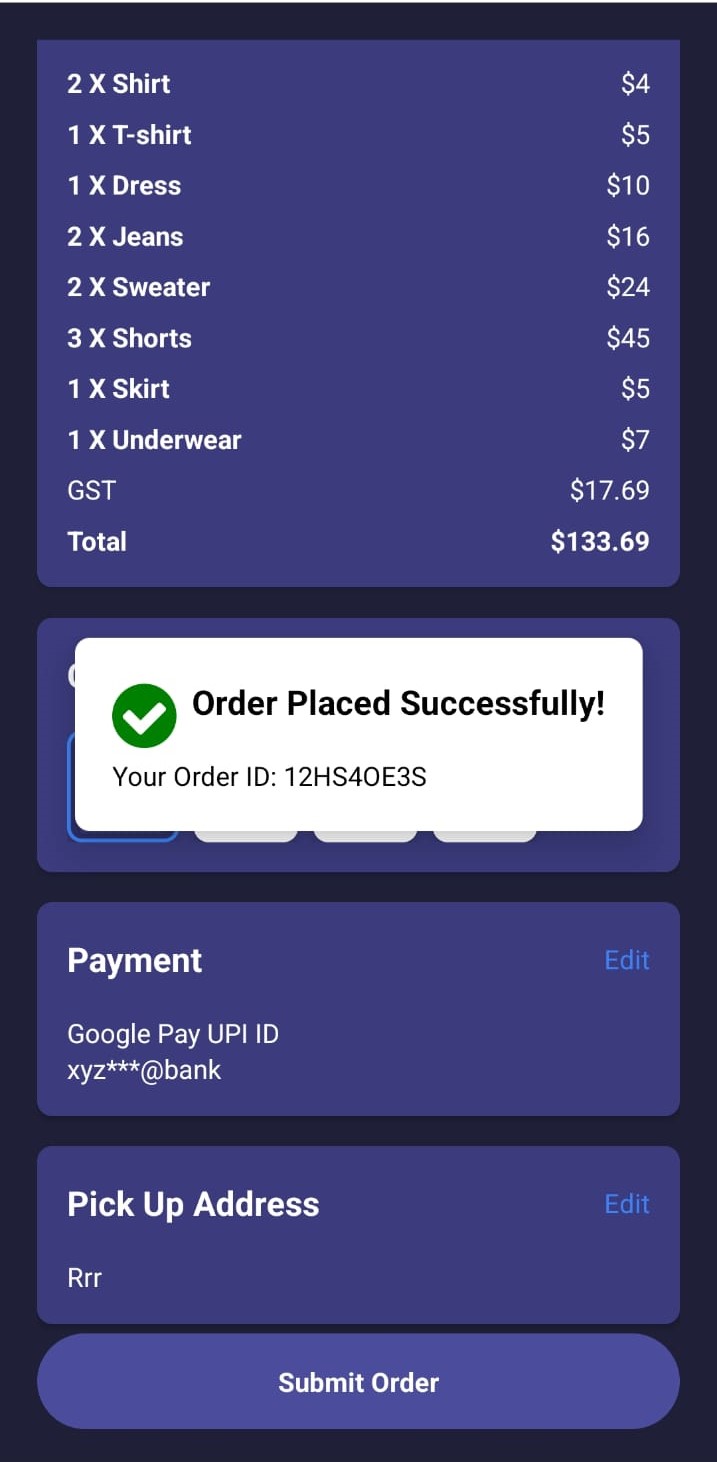 2 X Shirt $4
1 X T-shirt $5
1 X Dress $10
2 X Jeans $16
2 X Sweater $24
3 X Shorts $45
1 X Skirt $5
1 X Underwear $7
GST $17.69
Total $133.69
Order Placed Successfully!
Your Order ID: 12HS4OE3S
Payment Edit
Google Pay UPI ID
xyz***@bank
Pick Up Address Edit
Rrr
Submit Order